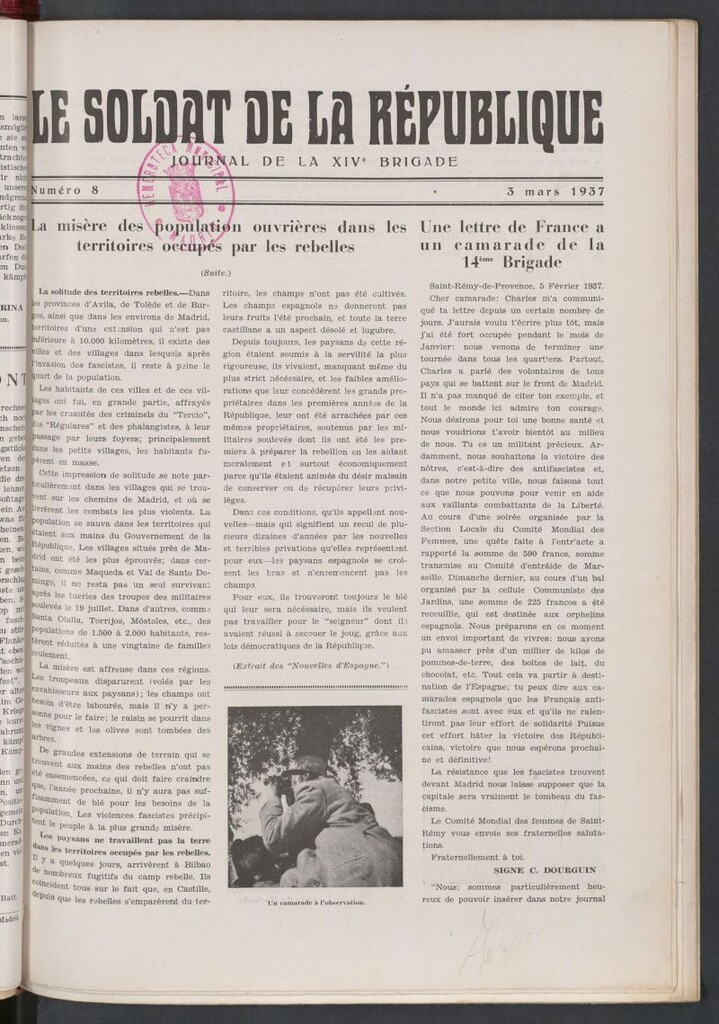 LE SOLDAT DE LA RÉPUBLIQUE
JOURNAL DE LA XIVe BRIGADE
HEMEROTECA MUNICIPAL
MADRID
Numéro 8
3 mars 1937
La misère des population ouvrières dans les
territoires occupés par les rebelles
(Suite.)
La solitude des territoires rebelles.—Dans
les provinces d'Avila, de Tolède et de Bur-
gos, ainsi que dans les environs de Madrid,
territoires d'une extension qui n'est pas
inférieure à 10.000 kilomètres, il existe des
villes et des villages dans lesquels après
l'invasion des fascistes, il reste à peine le
quart de la population.
Les habitants de ces villes et de ces vil-
lages ont fui, en grande partie, affrayés
par les cruautés des criminels du "Tercio",
des "Régulares" et des phalangistes, à leur
passage par leurs foyers; principalement
dans les petits villages, les habitants fu-
yèrent en masse.
Cette impression de solitude se note par-
ticulièrement dans les villages qui se trou-
vent sur les chemins de Madrid, et où se
livrèrent les combats les plus violents. La
population se sauva dans les territoires qui
étaient aux mains du Gouvernement de la
République. Les villages situés près de Ma-
drid ont été les plus éprouvés; dans cer-
tains, comme Maqueda et Val de Santo Do-
mingo, il ne resta pas un seul survivant
après les tueries des troupes des militaires
soulevés le 19 juillet. Dans d'autres, comme
Santa Olalla, Torrijos, Móstoles, etc., des
populations de 1.500 à 2.000 habitants, res-
tèrent réduites à une vingtaine de familles
seulement.
La misère est affreuse dans ces régions.
Les troupeaux disparurent (volés par les
envahisseurs aux paysans); les champs ont
besoin d'être labourés, mais il n'y a per-
sonne pour le faire; le raisin se pourrit dans
les vignes et les olives sont tombées des
arbres.
De grandes extensions de terrain qui se
trouvent aux mains des rebelles n'ont pas
été ensemencées, ce qui doit faire craindre
que, l'année prochaine, il n'y aura pas suf-
fisamment de blé pour les besoins de la
population. Les violences fascistes précipi-
tent le peuple à la plus grande misère.
Les paysans ne travaillent pas la terre
dans les territoires occupés par les rebelles.
Il y a quelques jours, arrivèrent à Bilbao
de nombreux fugitifs du camp rebelle. Ils
coincident tous sur le fait que, en Castille,
depuis que les rebelles s'emparèrent du ter-
ritoire, les champs n'ont pas été cultivés.
Les champs espagnols ne donneront pas
leurs fruits l'été prochain, et toute la terre
castillane a un aspect désolé et lugubre.
Depuis toujours, les paysans de cette ré-
gion étaient soumis à la servilité la plus
rigoureuse, ils vivaient, manquant même du
plus strict nécessaire, et les faibles amélio-
rations que leur concédèrent les grands pro-
priétaires dans les premières années de la
République, leur ont été arrachées par ces
mêmes propriétaires, soutenus par les mi-
litaires soulevés dont ils ont été les pre-
miers à préparer la rebellion en les aidant
moralement et surtout économiquement
parce qu'ils étaient animés du désir malsain
de conserver ou de récupérer leurs privi-
lèges.
Dans ces conditions, qu'ils appellent nou-
velles—mais qui signifient un recul de plu-
sieurs dizaines d'années par les nouvelles
et terribles privations qu'elles représentent
pour eux—les paysans espagnols se croi-
sent les bras et n'ensemencent pas les
champs.
Pour eux, ils trouveront toujours le blé
qui leur sera nécessaire, mais ils veulent
pas travailler pour le "seigneur" dont ils
avaient réussi à secouer le joug, grâce aux
lois démocratiques de la République.
(Extrait des "Nouvelles d'Espagne.")
Un camarade à l'observation.
Une lettre de France a
un camarade de la
14ème Brigade
Saint-Rémy-de-Provence, 5 Février 1937.
Cher camarade: Charles m'a communi-
qué ta lettre depuis un certain nombre de
jours. J'aurais voulu t'écrire plus tôt, mais
j'ai été fort occupée pendant le mois de
Janvier: nous venons de terminer une
tournée dans tous les quartiers. Partout,
Charles a parlé des volontaires de tous
pays qui se battent sur le front de Madrid.
Il n'a pas manqué de citer ton exemple, et
tout le monde ici admire ton courage.
Nous désirons pour toi une bonne santé et
nous voudrions t'avoir bientôt au milieu
de nous. Tu es un militant précieux. Ar-
damment, nous souhaitons la victoire des
nôtres, c'est-à-dire des antifascistes et,
dans notre petite ville, nous faisons tout
ce que nous pouvons pour venir en aide
aux vaillants combattants de la Liberté.
Au cours d'une soirée organisée par la
Section Locale du Comité Mondial des
Femmes, une quête faite à l'entr'acte a
rapporté la somme de 590 francs, somme
transmise au Comité d'entráide de Mar-
seille. Dimanche dernier, au cours d'un bal
organisé par la cellule Communiste des
Jardins, une somme de 225 francs a été
recueillie, qui est destinée aux orphelins
espagnols. Nous préparons en ce moment
un envoi important de vivres: nous avons
pu amasser près d'un millier de kilos de
pommes-de-terre, des boîtes de lait, du
chocolat, etc. Tout cela va partir à desti-
nation de l'Espagne; tu peux dire aux ca-
marades espagnols que les Français anti-
fascistes sont avec eux et qu'ils ne ralen-
tiront pas leur effort de solidarité Puisue
cet effort hâter la victoire des Républi-
cains, victoire que nous espérons prochai-
ne et définitive!
La résistance que les fascistes trouvent
devant Madrid nous laisse supposer que la
capitale sera vraiment le tombeau du fas-
cisme.
Le Comité Mondial des femmes de Saint-
Rémy vous envoie ses fraternelles saluta-
tions.
Fraternellement à toi.
SIGNE C. DOURGUIN
"Nous; sommes particulièrement heu-
reux de pouvoir insérer dans notre journal